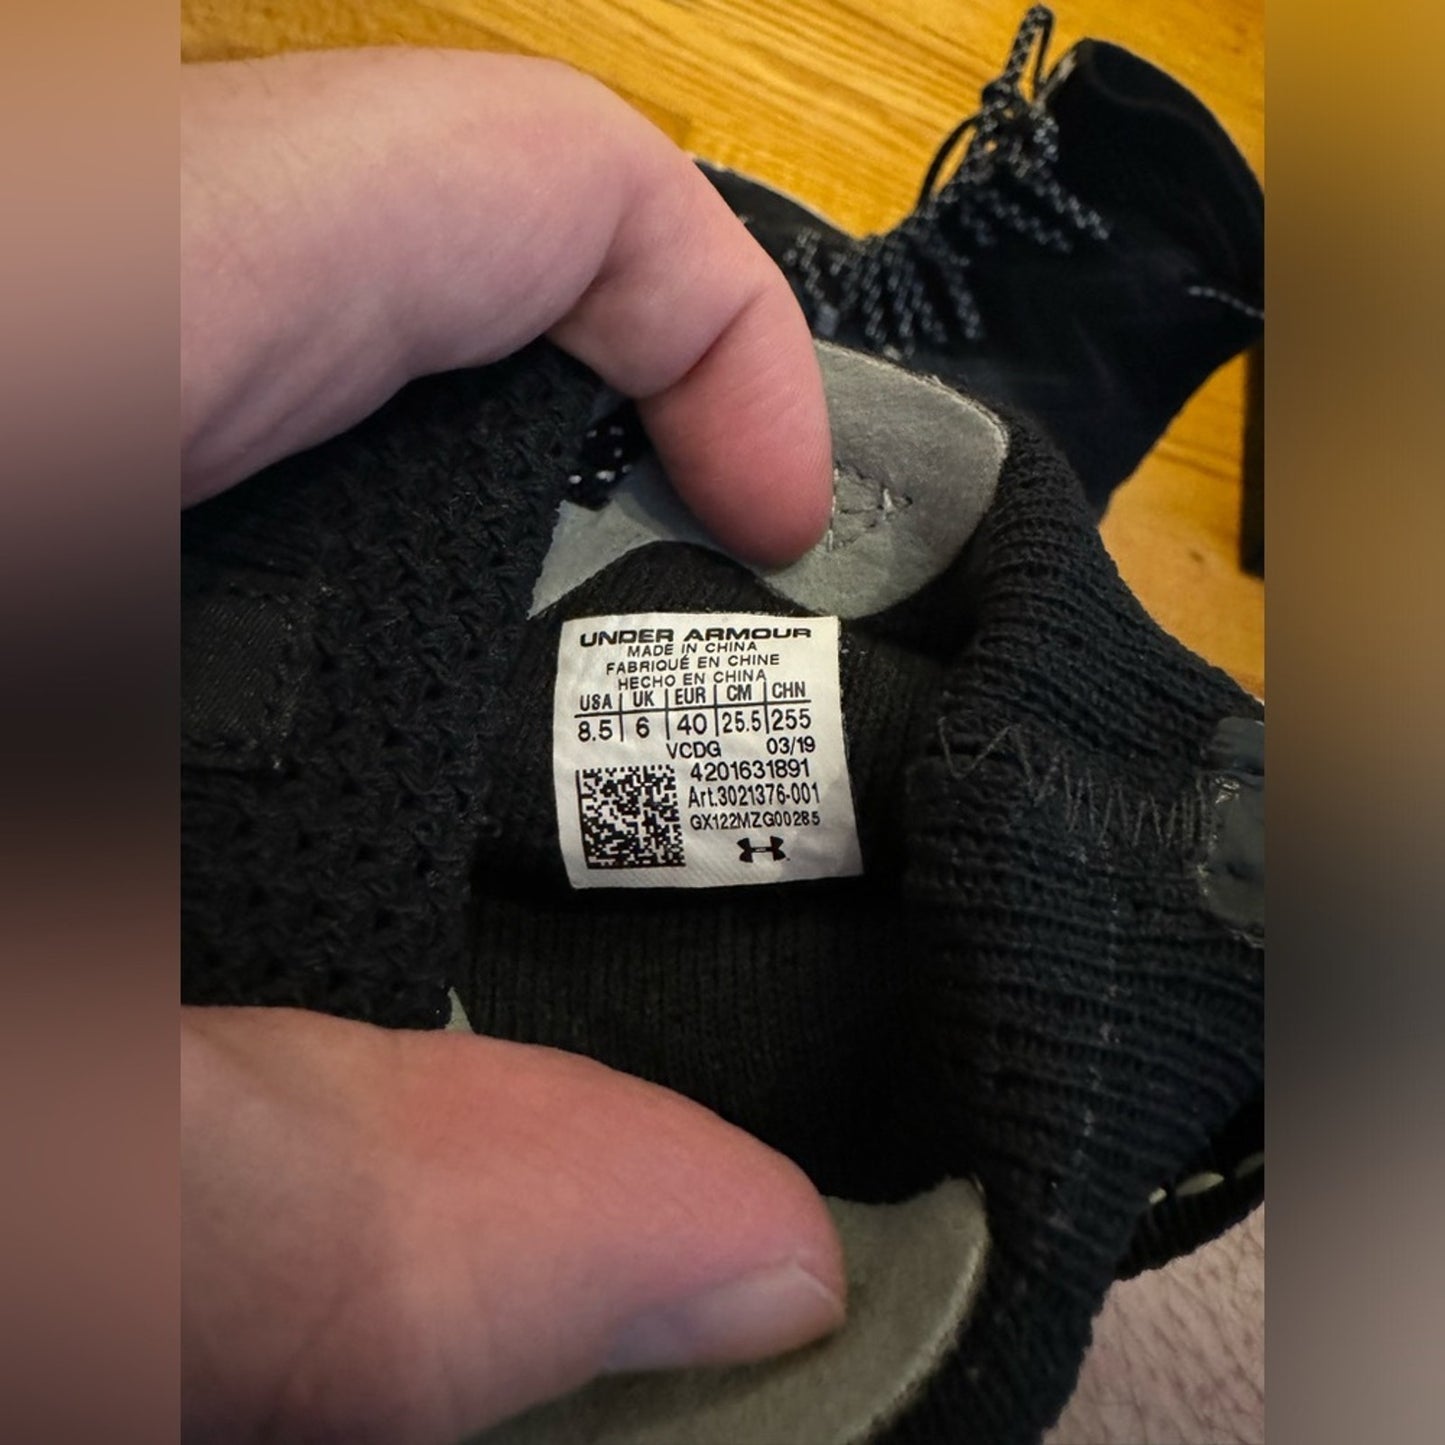 UNDER ARMOUR
MADE IN CHINA
FABRIQUÉ EN CHINE
HECHO EN CHINA
USA | UK | EUR | CM | CHN
8.5 | 6 | 40 | 25.5 | 255
VCDG 03/19
4201631891
Art.3021376-001
GX122MZG00285